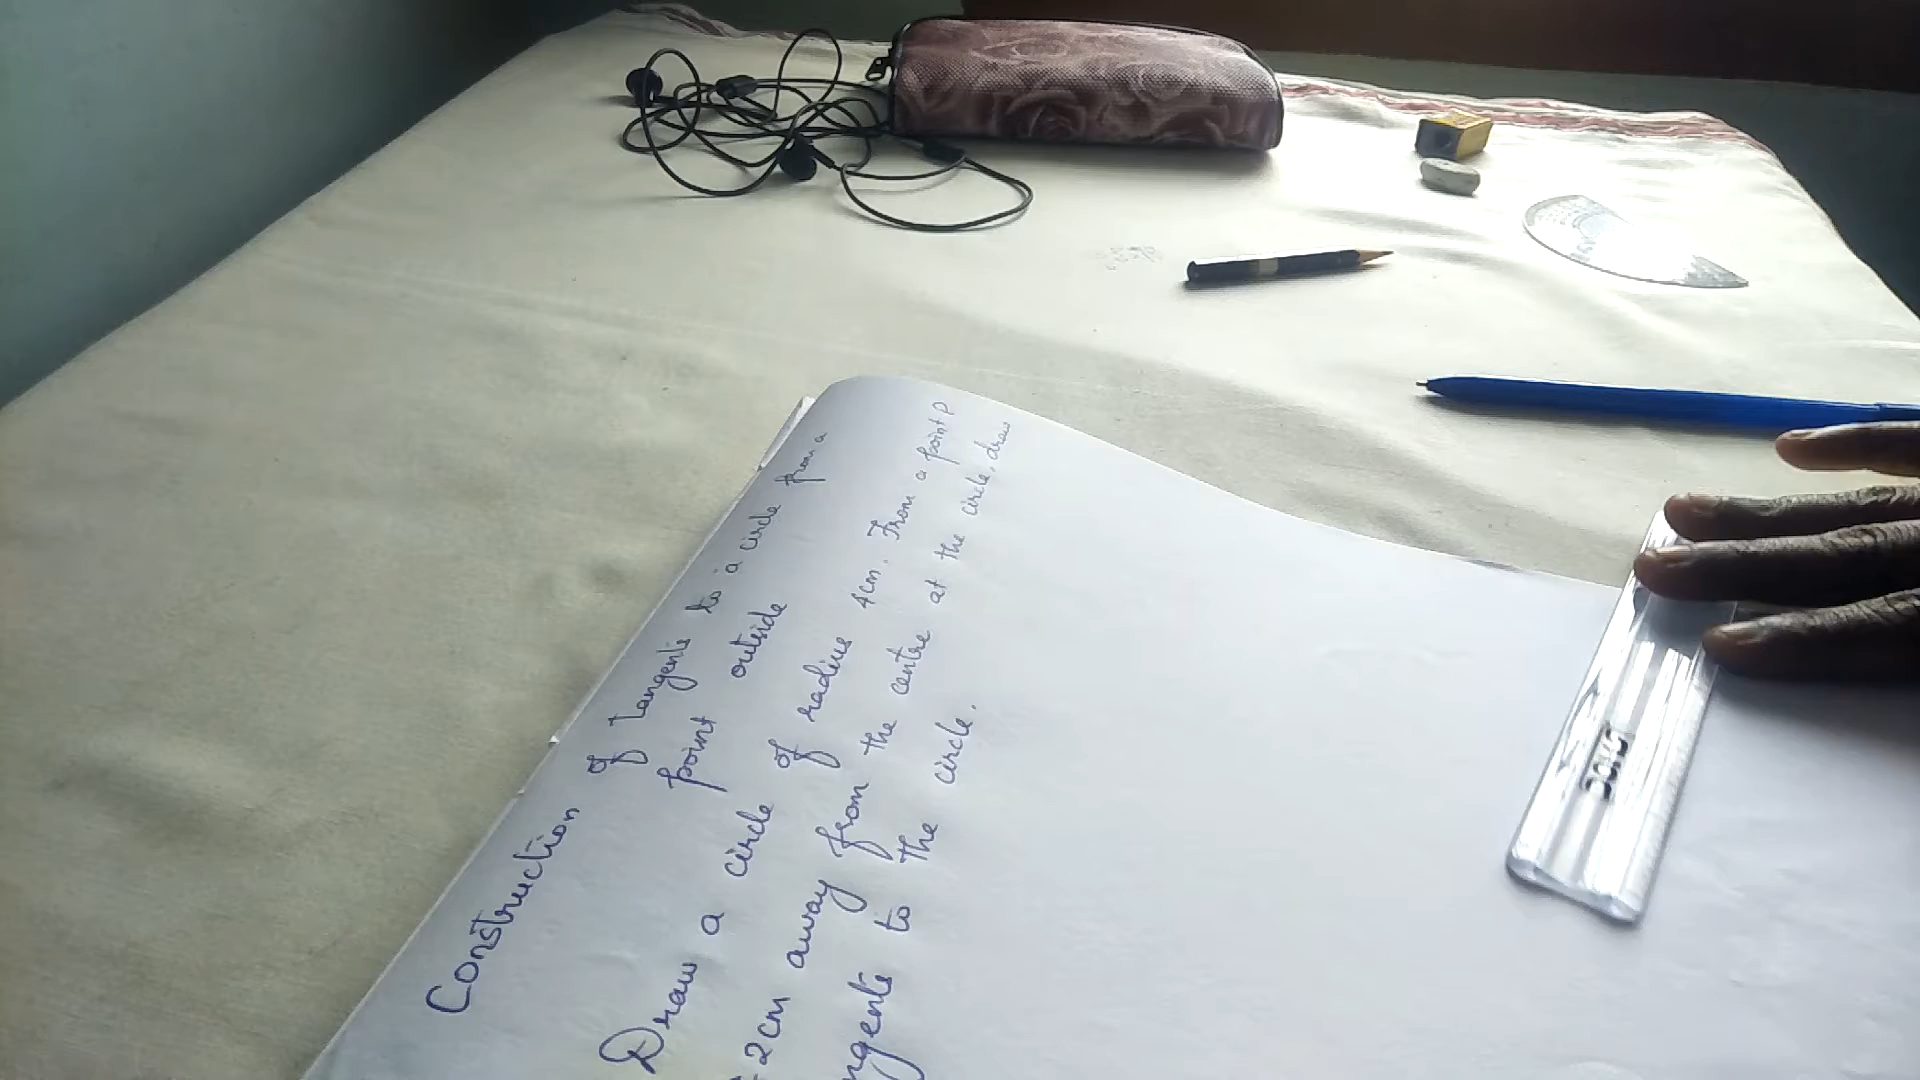 Construction of tangents to a circle from a
point outside
Draw a circle of radius 4cm. From a point P
2cm away from the centre at the circle, draw
ngents to the circle.